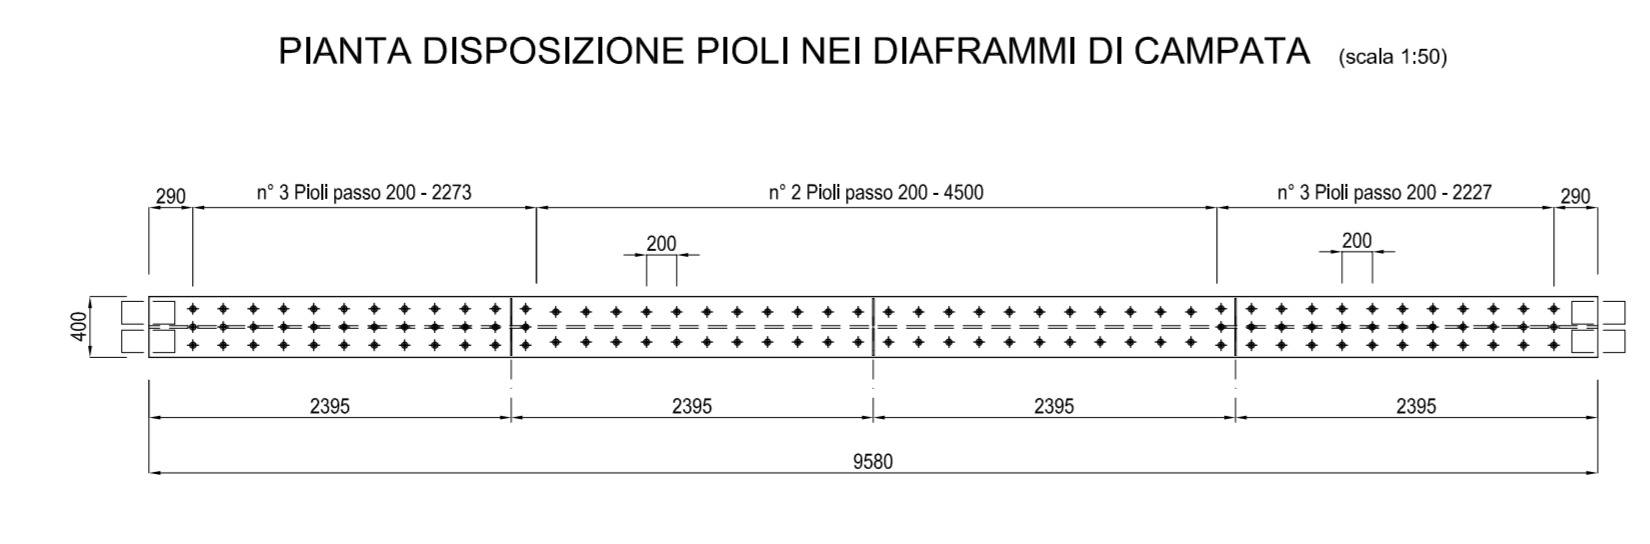 PIANTA DISPOSIZIONE PIOLI NEI DIAFRAMMI DI CAMPATA (scala 1:50)
290 n° 3 Pioli passo 200 - 2273 n° 2 Pioli passo 200 - 4500 n° 3 Pioli passo 200 - 2227 290
200 200
400
2395 2395 2395 2395
9580